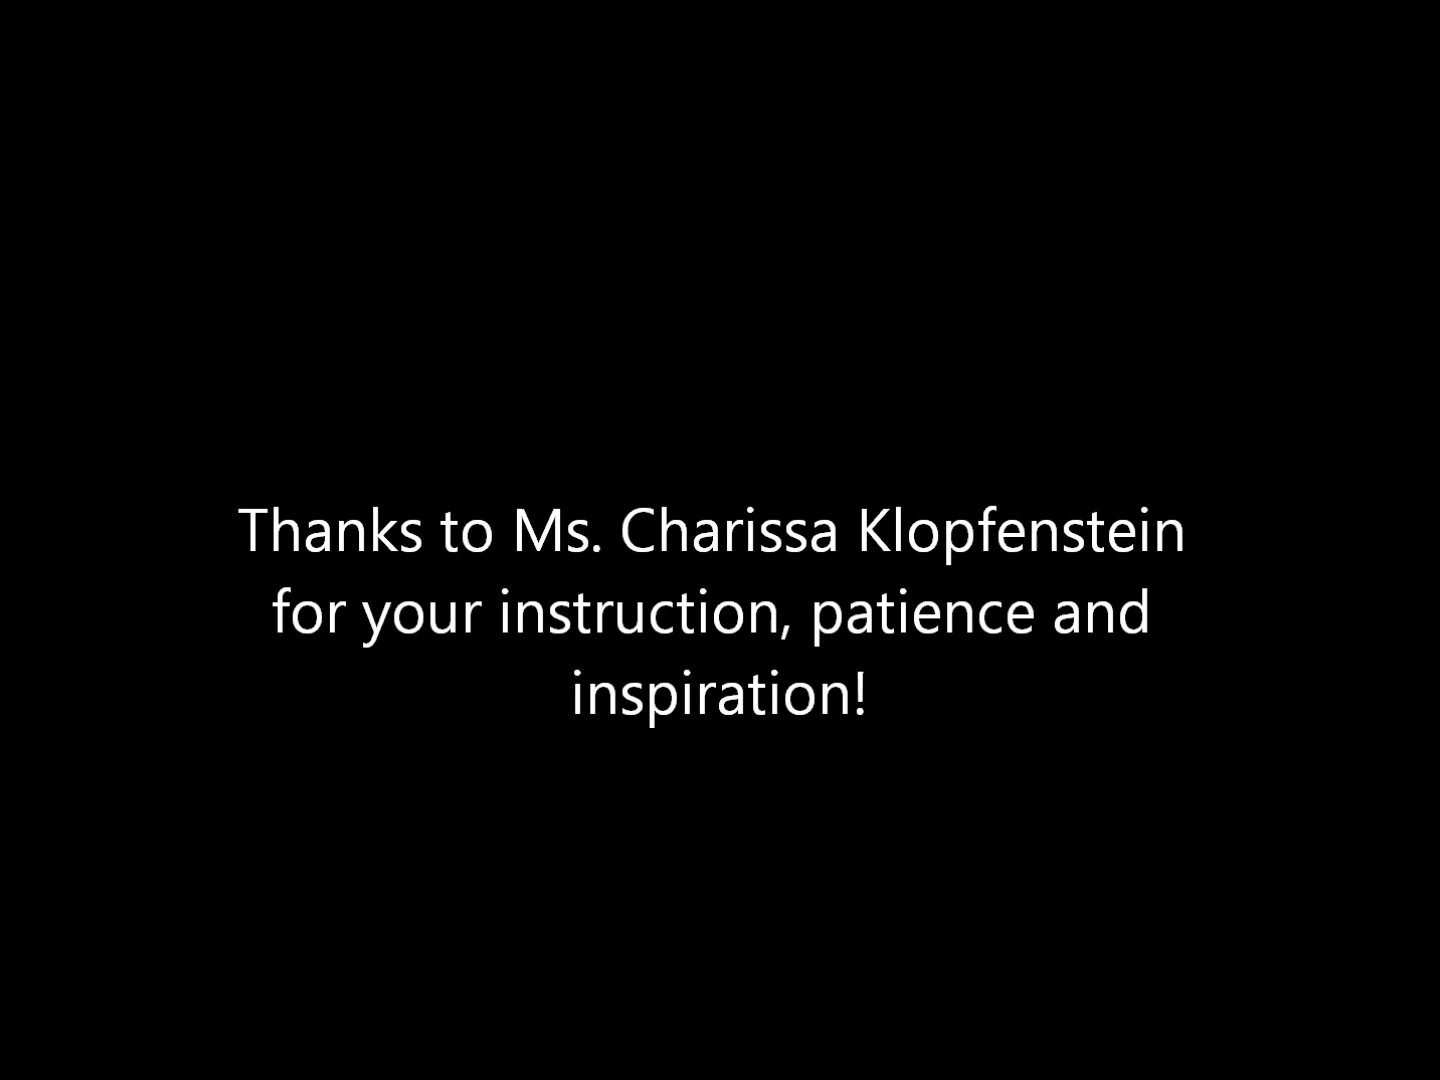 Thanks to Ms. Charissa Klopfenstein
for your instruction, patience and
inspiration!